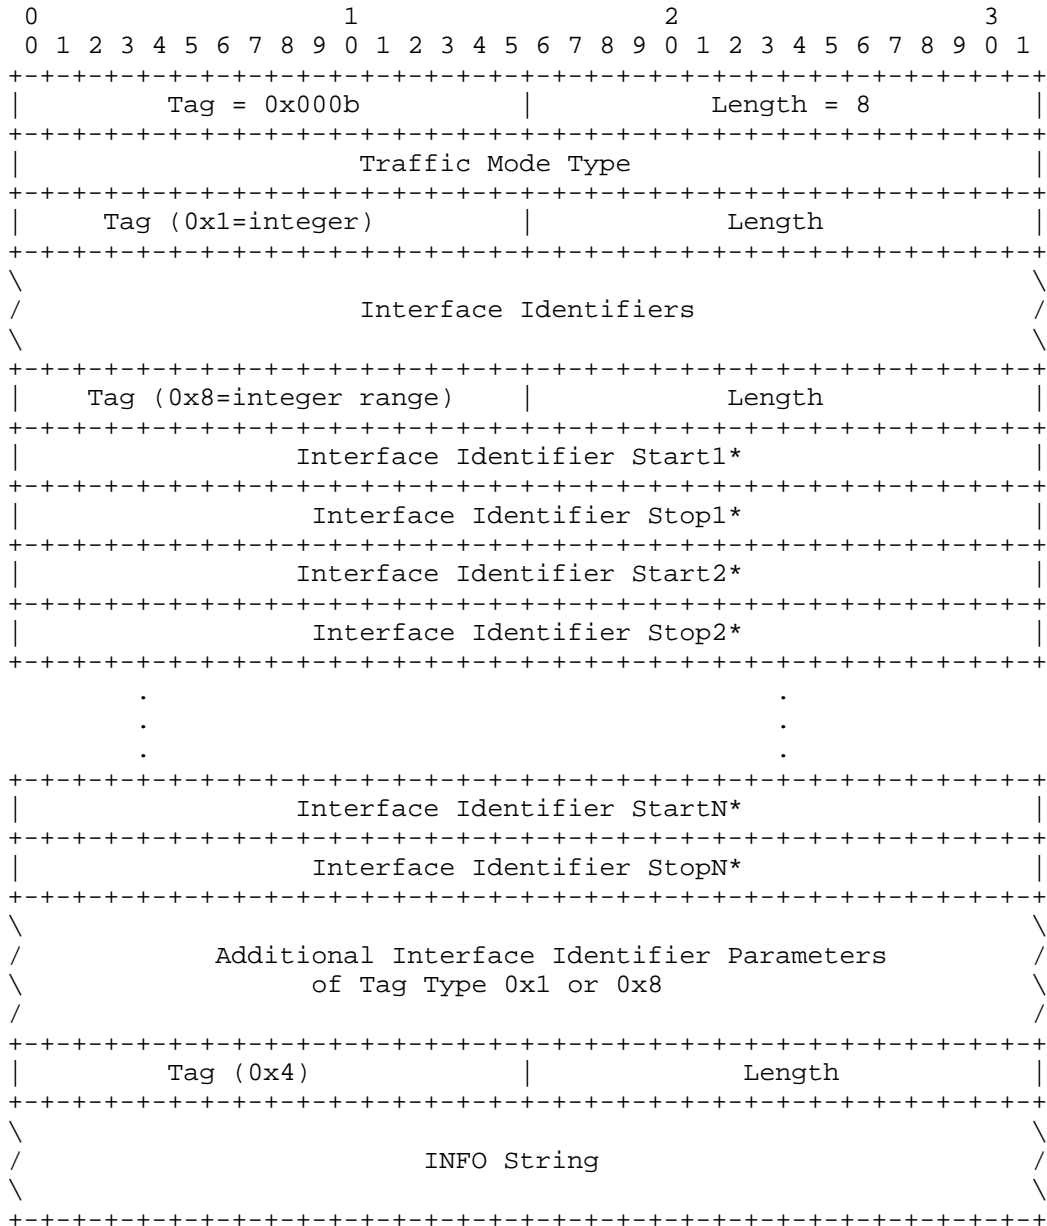 0                   1                   2                   3
0 1 2 3 4 5 6 7 8 9 0 1 2 3 4 5 6 7 8 9 0 1 2 3 4 5 6 7 8 9 0 1
+-+-+-+-+-+-+-+-+-+-+-+-+-+-+-+-+-+-+-+-+-+-+-+-+-+-+-+-+-+-+-+-+
|         Tag = 0x000b          |           Length = 8          |
+-+-+-+-+-+-+-+-+-+-+-+-+-+-+-+-+-+-+-+-+-+-+-+-+-+-+-+-+-+-+-+-+
|                     Traffic Mode Type                         |
+-+-+-+-+-+-+-+-+-+-+-+-+-+-+-+-+-+-+-+-+-+-+-+-+-+-+-+-+-+-+-+-+
|     Tag (0x1=integer)         |            Length             |
+-+-+-+-+-+-+-+-+-+-+-+-+-+-+-+-+-+-+-+-+-+-+-+-+-+-+-+-+-+-+-+-+
\                                                               \
/                     Interface Identifiers                     /
\                                                               \
+-+-+-+-+-+-+-+-+-+-+-+-+-+-+-+-+-+-+-+-+-+-+-+-+-+-+-+-+-+-+-+-+
|    Tag (0x8=integer range)    |            Length             |
+-+-+-+-+-+-+-+-+-+-+-+-+-+-+-+-+-+-+-+-+-+-+-+-+-+-+-+-+-+-+-+-+
|                 Interface Identifier Start1*                  |
+-+-+-+-+-+-+-+-+-+-+-+-+-+-+-+-+-+-+-+-+-+-+-+-+-+-+-+-+-+-+-+-+
|                  Interface Identifier Stop1*                  |
+-+-+-+-+-+-+-+-+-+-+-+-+-+-+-+-+-+-+-+-+-+-+-+-+-+-+-+-+-+-+-+-+
|                 Interface Identifier Start2*                  |
+-+-+-+-+-+-+-+-+-+-+-+-+-+-+-+-+-+-+-+-+-+-+-+-+-+-+-+-+-+-+-+-+
|                  Interface Identifier Stop2*                  |
+-+-+-+-+-+-+-+-+-+-+-+-+-+-+-+-+-+-+-+-+-+-+-+-+-+-+-+-+-+-+-+-+
.                                       .
.                                       .
.                                       .
+-+-+-+-+-+-+-+-+-+-+-+-+-+-+-+-+-+-+-+-+-+-+-+-+-+-+-+-+-+-+-+-+
|                 Interface Identifier StartN*                  |
+-+-+-+-+-+-+-+-+-+-+-+-+-+-+-+-+-+-+-+-+-+-+-+-+-+-+-+-+-+-+-+-+
|                  Interface Identifier StopN*                  |
+-+-+-+-+-+-+-+-+-+-+-+-+-+-+-+-+-+-+-+-+-+-+-+-+-+-+-+-+-+-+-+-+
\                                                               \
/            Additional Interface Identifier Parameters         /
\                  of Tag Type 0x1 or 0x8                       \
/                                                               /
+-+-+-+-+-+-+-+-+-+-+-+-+-+-+-+-+-+-+-+-+-+-+-+-+-+-+-+-+-+-+-+-+
|         Tag (0x4)             |             Length            |
+-+-+-+-+-+-+-+-+-+-+-+-+-+-+-+-+-+-+-+-+-+-+-+-+-+-+-+-+-+-+-+-+
\                                                               \
/                         INFO String                           /
\                                                               \
+-+-+-+-+-+-+-+-+-+-+-+-+-+-+-+-+-+-+-+-+-+-+-+-+-+-+-+-+-+-+-+-+